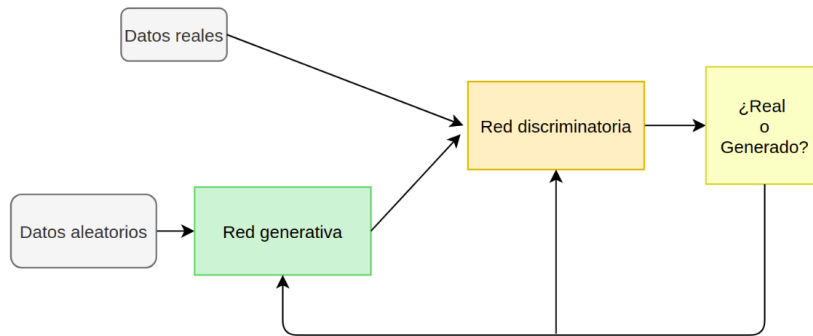 Datos reales
Red discriminatoria
¿Real
o
Generado?
Datos aleatorios
Red generativa